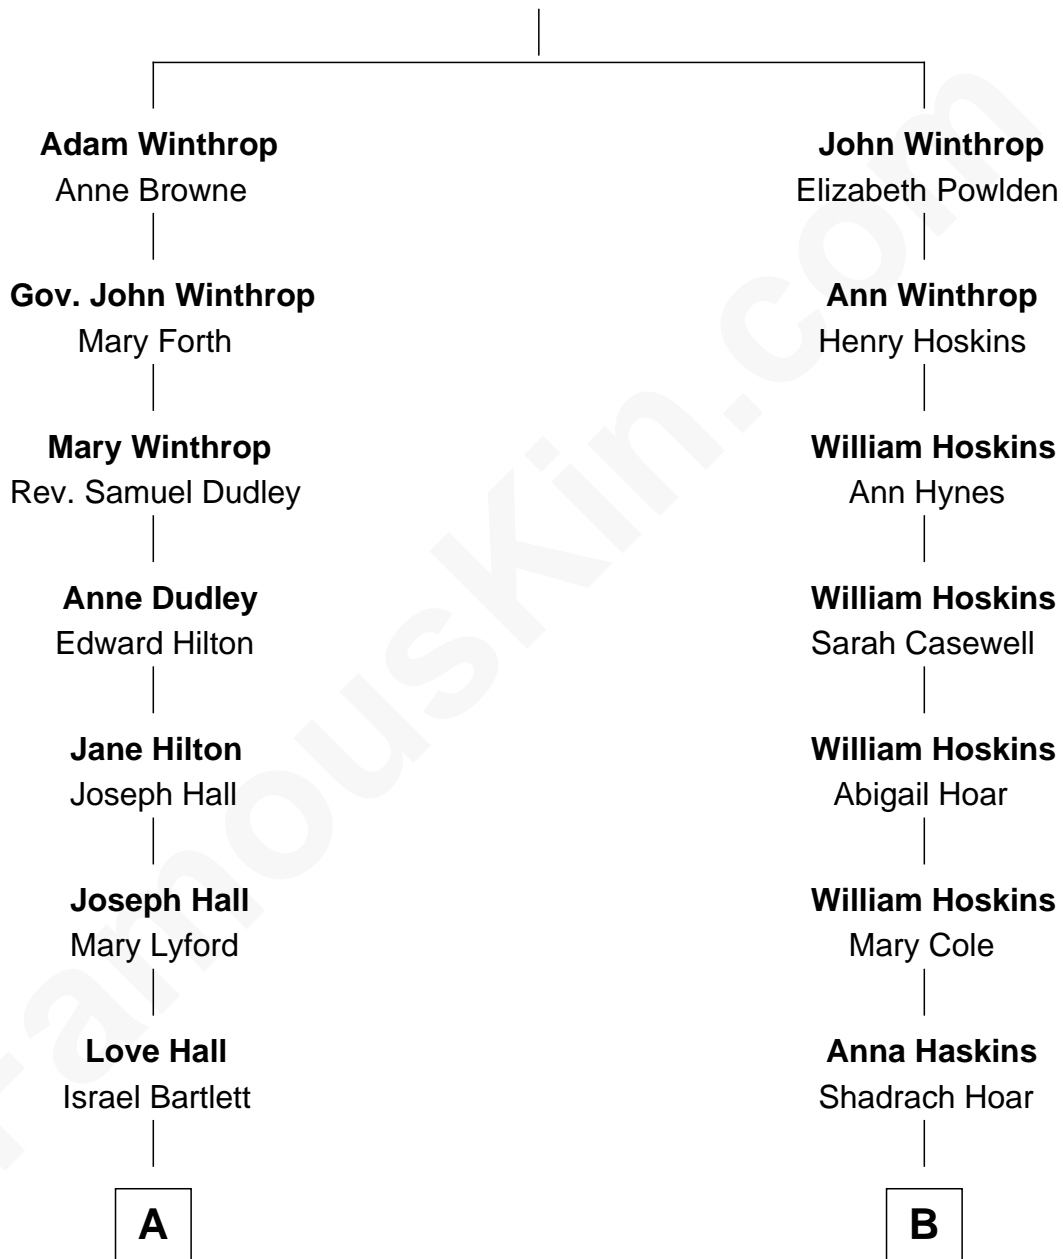 Adam Winthrop
Anne Browne
Gov. John Winthrop
Mary Forth
Mary Winthrop
Rev. Samuel Dudley
Anne Dudley
Edward Hilton
Jane Hilton
Joseph Hall
Joseph Hall
Mary Lyford
Love Hall
Israel Bartlett
A
John Winthrop
Elizabeth Powlden
Ann Winthrop
Henry Hoskins
William Hoskins
Ann Hynes
William Hoskins
Sarah Casewell
William Hoskins
Abigail Hoar
William Hoskins
Mary Cole
Anna Haskins
Shadrach Hoar
B
FamousKin.com